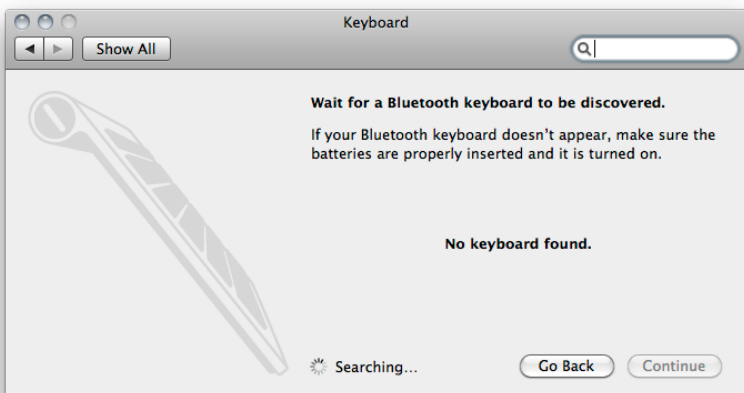 Keyboard
Show All
Wait for a Bluetooth keyboard to be discovered.
If your Bluetooth keyboard doesn't appear, make sure the
batteries are properly inserted and it is turned on.
No keyboard found.
Searching...
Go Back
Continue